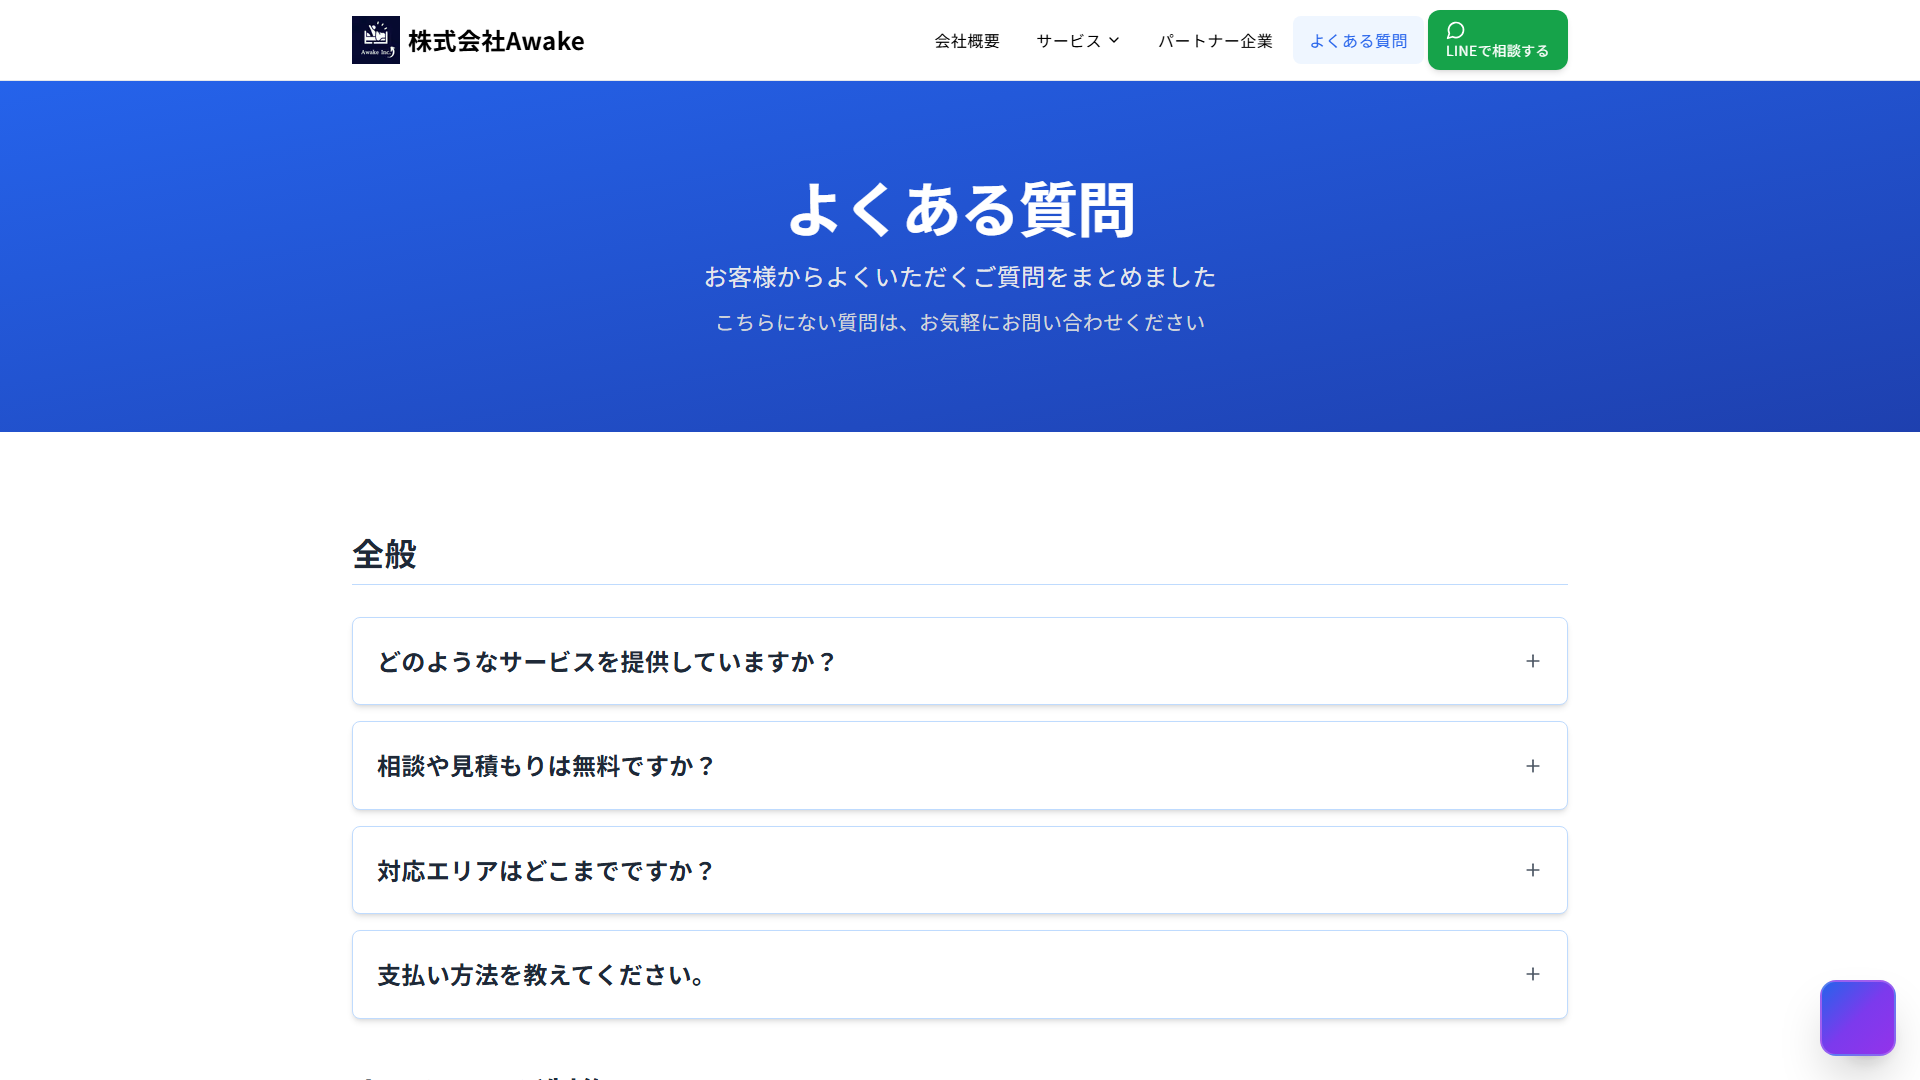 Awake Inc.
株式会社Awake
会社概要
サービス
パートナー企業
よくある質問
LINEで相談する
よくある質問
お客様からよくいただくご質問をまとめました
こちらにない質問は、お気軽にお問い合わせください
全般
どのようなサービスを提供していますか？
相談や見積もりは無料ですか？
対応エリアはどこまでですか？
支払い方法を教えてください。